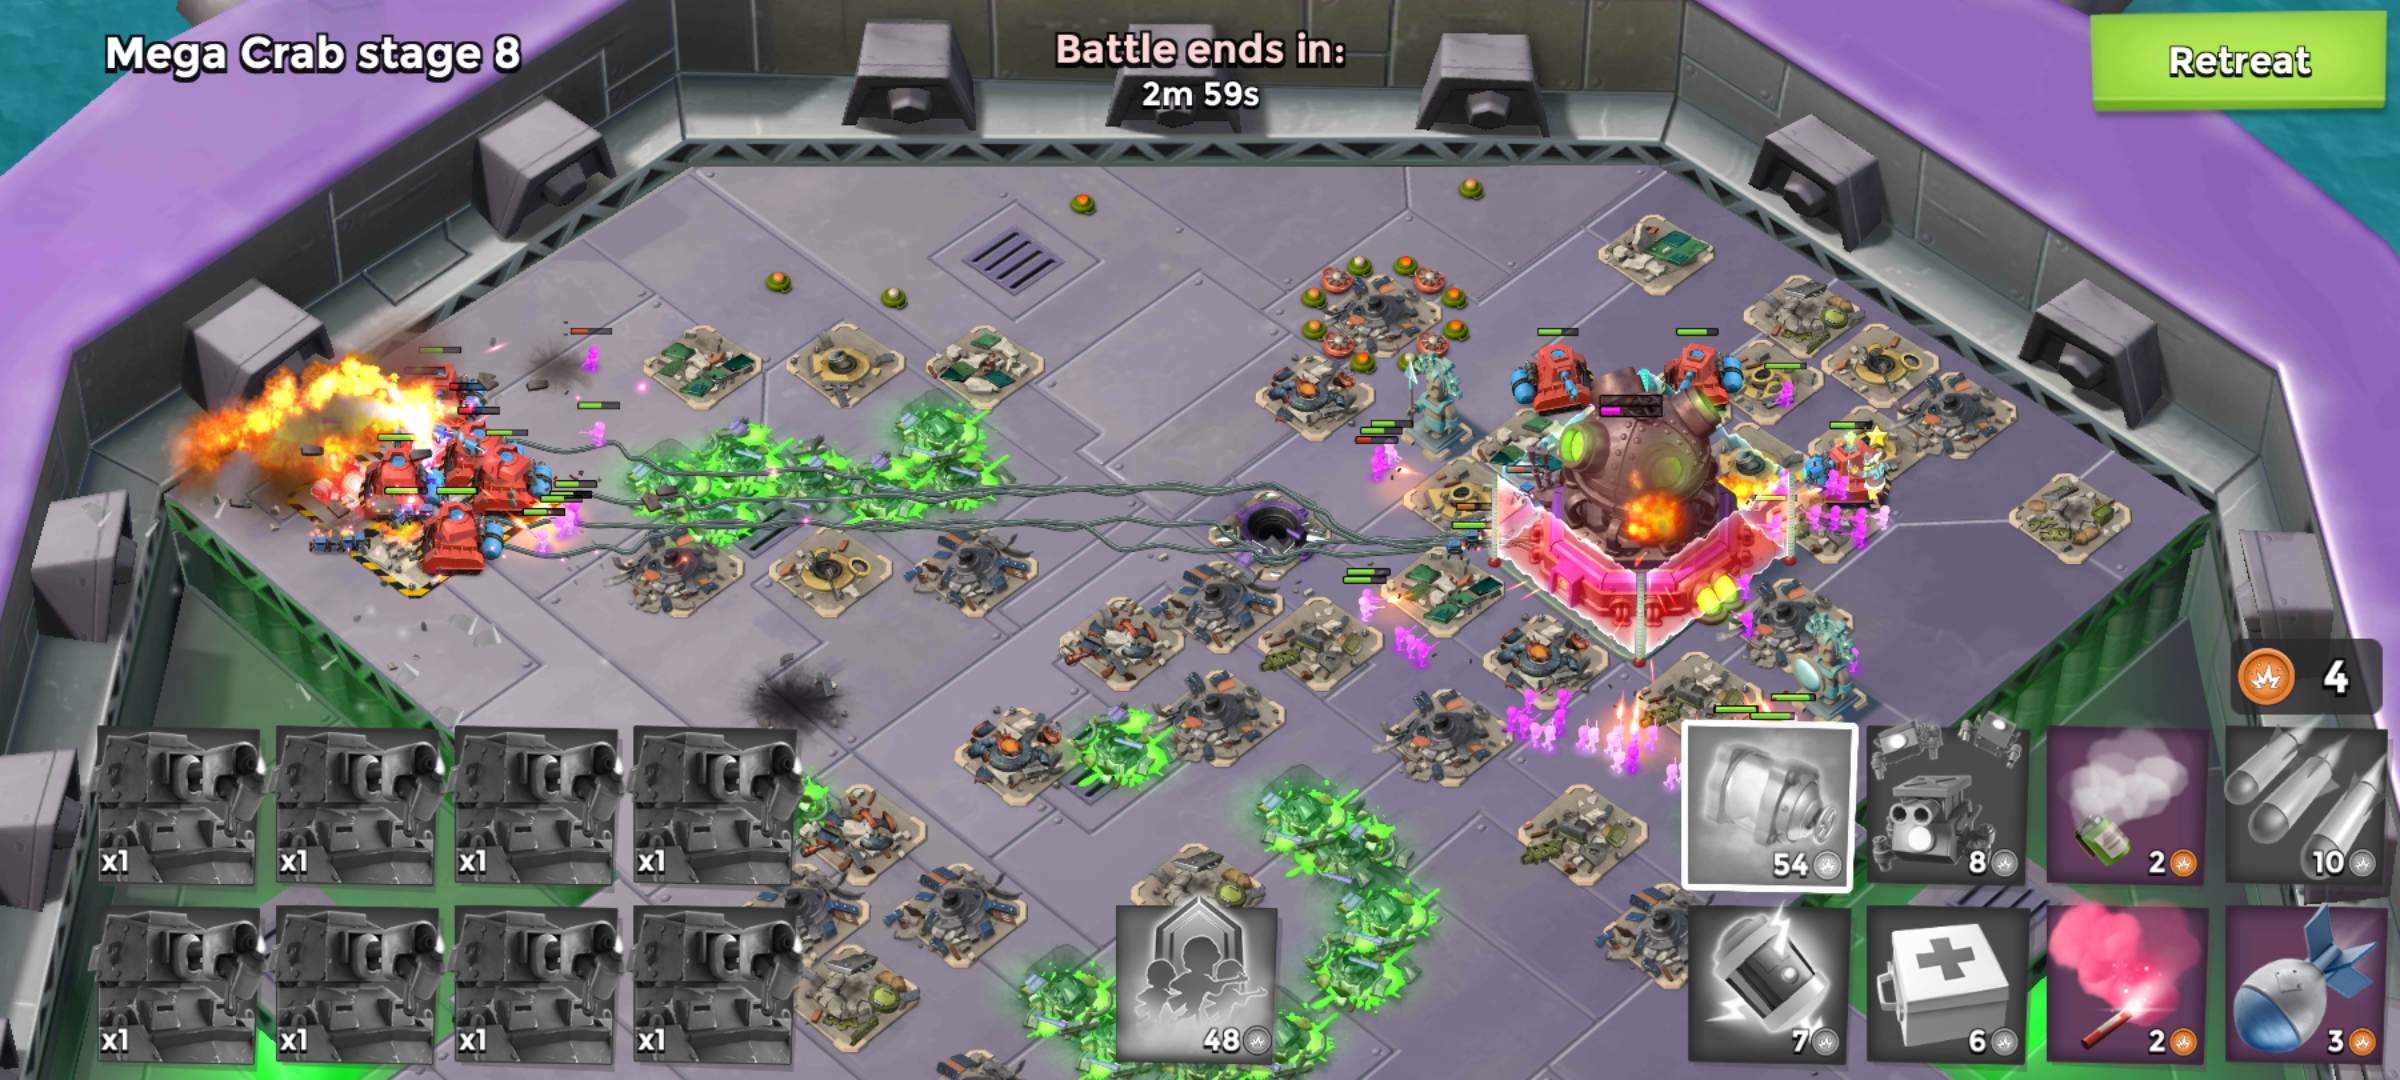 Mega Crab stage 8
Battle ends in:
2m 59s
Retreat
4
x1
x1
x1
x1
54
8
2
10
x1
x1
x1
x1
48
7
6
2
3